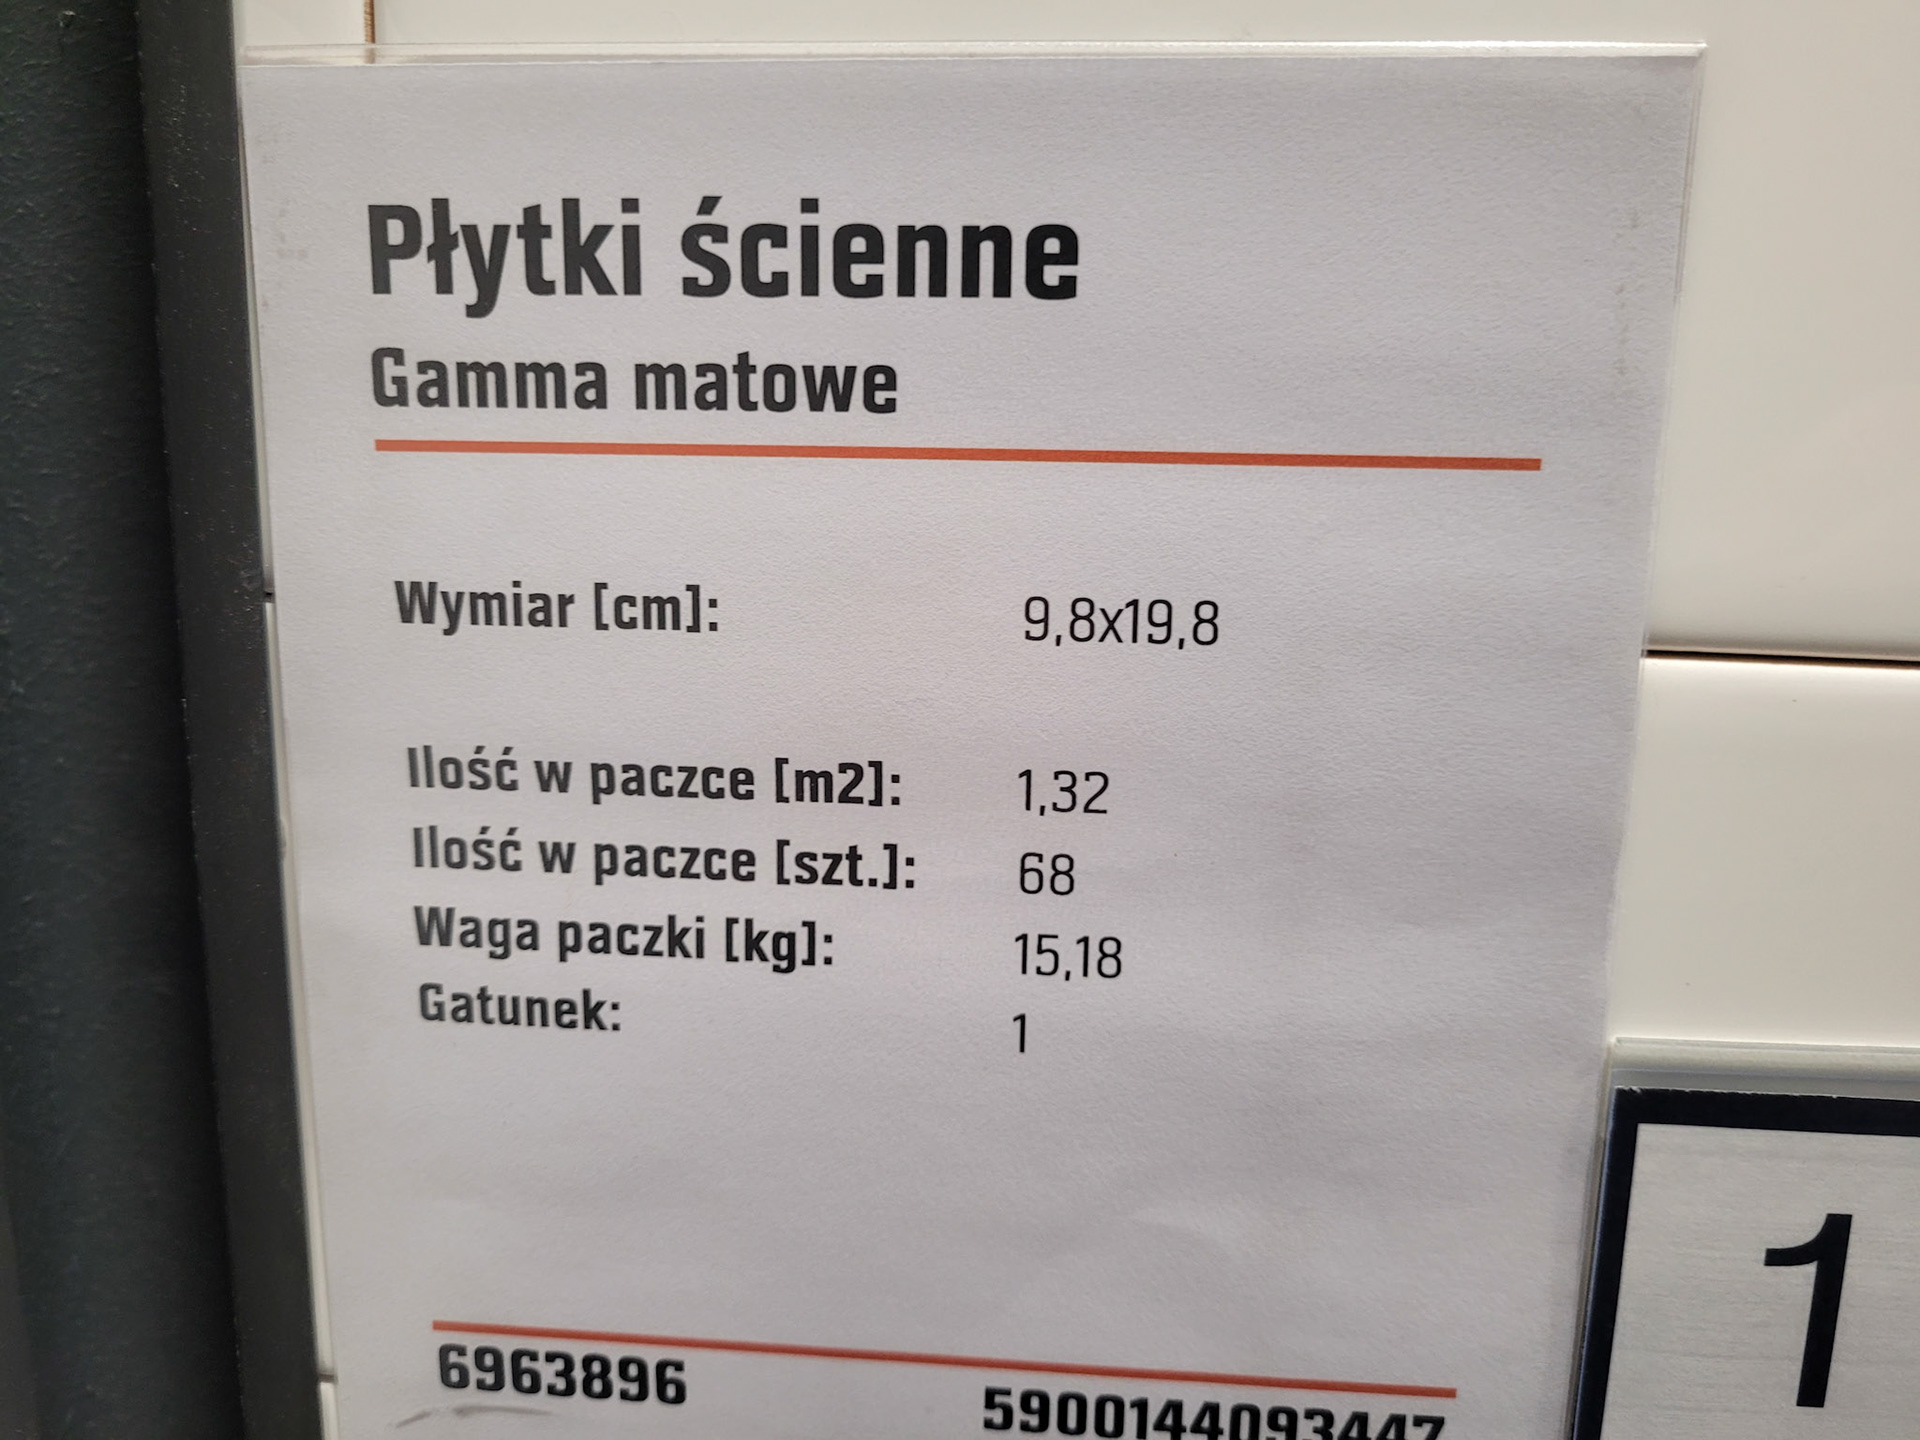 Płytki ścienne
Gamma matowe
Wymiar [cm]: 9,8x19,8
Ilość w paczce [m2]: 1,32
Ilość w paczce [szt.]: 68
Waga paczki [kg]: 15,18
Gatunek: 1
6963896 5900144093447
1